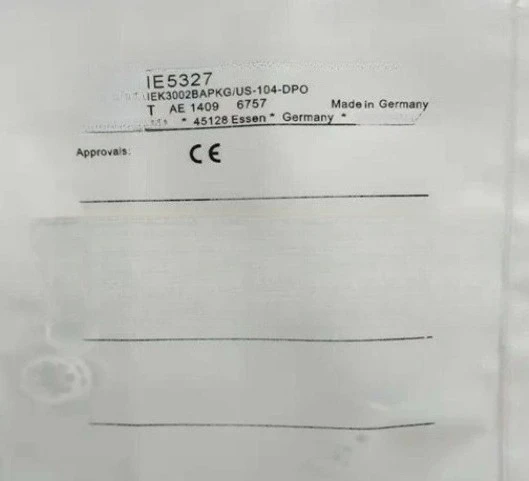 IE5327
IEK3002BAPKG/US-104-DPO
T AE 1409 6757 Made in Germany
* 45128 Essen * Germany *
Approvals: CE